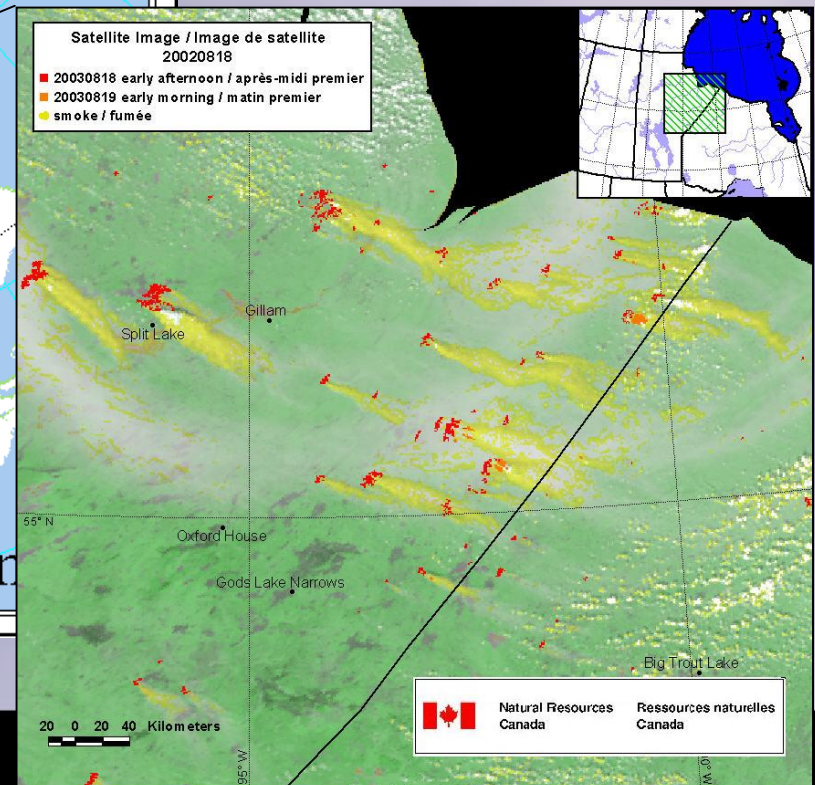 Satellite Image / Image de satellite
20020818
20030818 early afternoon / après-midi premier
20030819 early morning / matin premier
smoke / fumée
Gillam
Split Lake
55° N
Oxford House
Gods Lake Narrows
n
Big Trout Lake
Natural Resources
Canada
Ressources naturelles
Canada
20 0 20 40 Kilometers
95° W
0° W